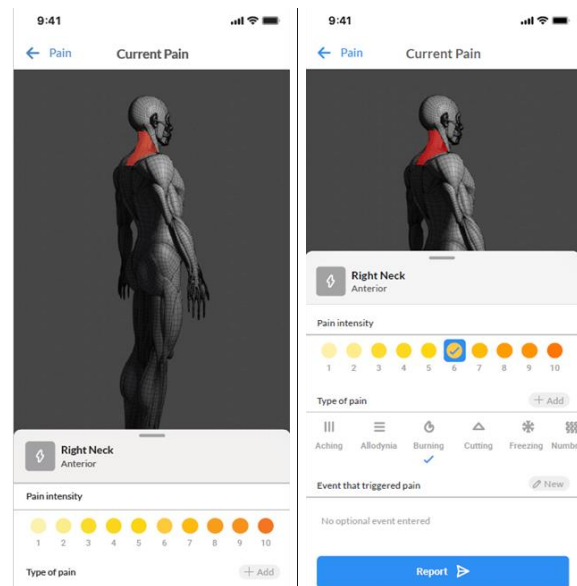 9:41
Pain
Current Pain
Right Neck
Anterior
Pain intensity
1 2 3 4 5 6 7 8 9 10
Type of pain
+ Add
9:41
Pain
Current Pain
Right Neck
Anterior
Pain intensity
1 2 3 4 5 6 7 8 9 10
Type of pain
+ Add
Aching Allodynia Burning Cutting Freezing Numb
Event that triggered pain
New
No optional event entered
Report